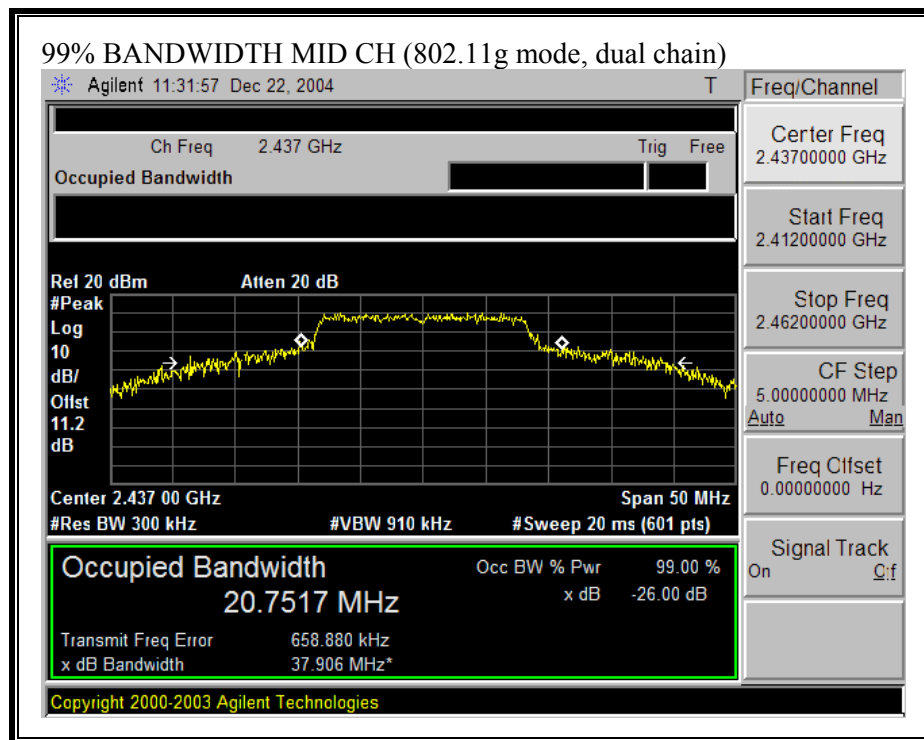 99% BANDWIDTH MID CH (802.11g mode, dual chain)
Agilent 11:31:57 Dec 22, 2004 T
Freq/Channel
Ch Freq 2.437 GHz Trig Free
Occupied Bandwidth
Center Freq
2.43700000 GHz
Start Freq
2.41200000 GHz
Stop Freq
2.46200000 GHz
CF Step
5.00000000 MHz
Auto Man
Freq Offset
0.00000000 Hz
Signal Track
On Off
Ref 20 dBm Atten 20 dB
#Peak
Log
10
dB/
Offst
11.2
dB
Center 2.437 00 GHz Span 50 MHz
#Res BW 300 kHz #VBW 910 kHz #Sweep 20 ms (601 pts)
Occupied Bandwidth
20.7517 MHz
Occ BW % Pwr 99.00 %
x dB -26.00 dB
Transmit Freq Error 658.880 kHz
x dB Bandwidth 37.906 MHz*
Copyright 2000-2003 Agilent Technologies